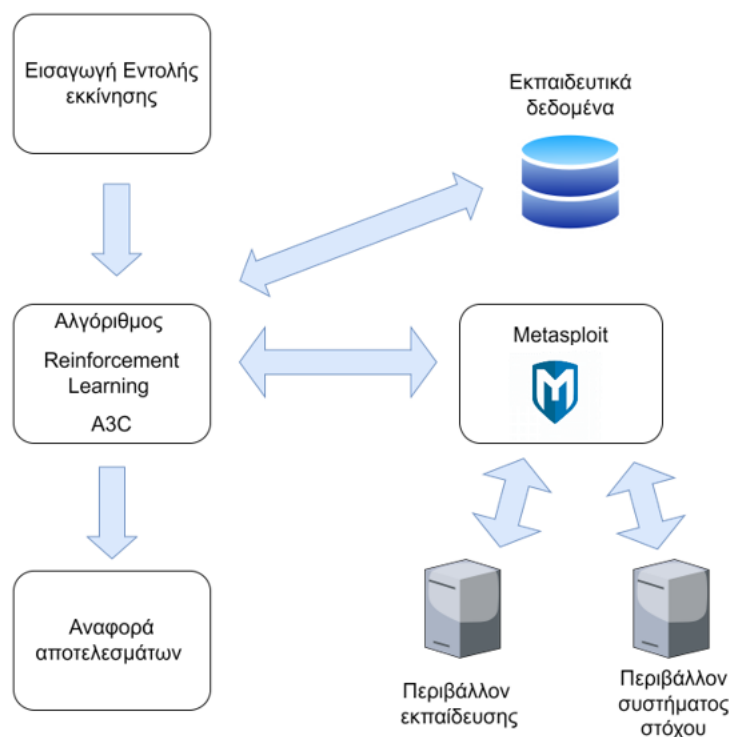 Εισαγωγή Εντολής
εκκίνησης
Εκπαιδευτικά
δεδομένα
Αλγόριθμος
Reinforcement
Learning
A3C
Metasploit
Αναφορά
αποτελεσμάτων
Περιβάλλον
εκπαίδευσης
Περιβάλλον
συστήματος
στόχου